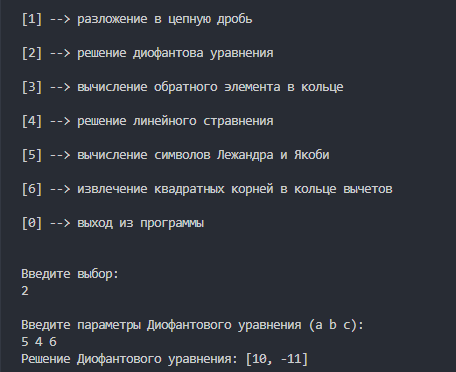 [1] --> разложение в цепную дробь
[2] --> решение диофантова уравнения
[3] --> вычисление обратного элемента в кольце
[4] --> решение линейного стравнения
[5] --> вычисление символов Лежандра и Якоби
[6] --> извлечение квадратных корней в кольце вычетов
[0] --> выход из программы
Введите выбор:
2
Введите параметры Диофантового уравнения (a b c):
5 4 6
Решение Диофантового уравнения: [10, -11]